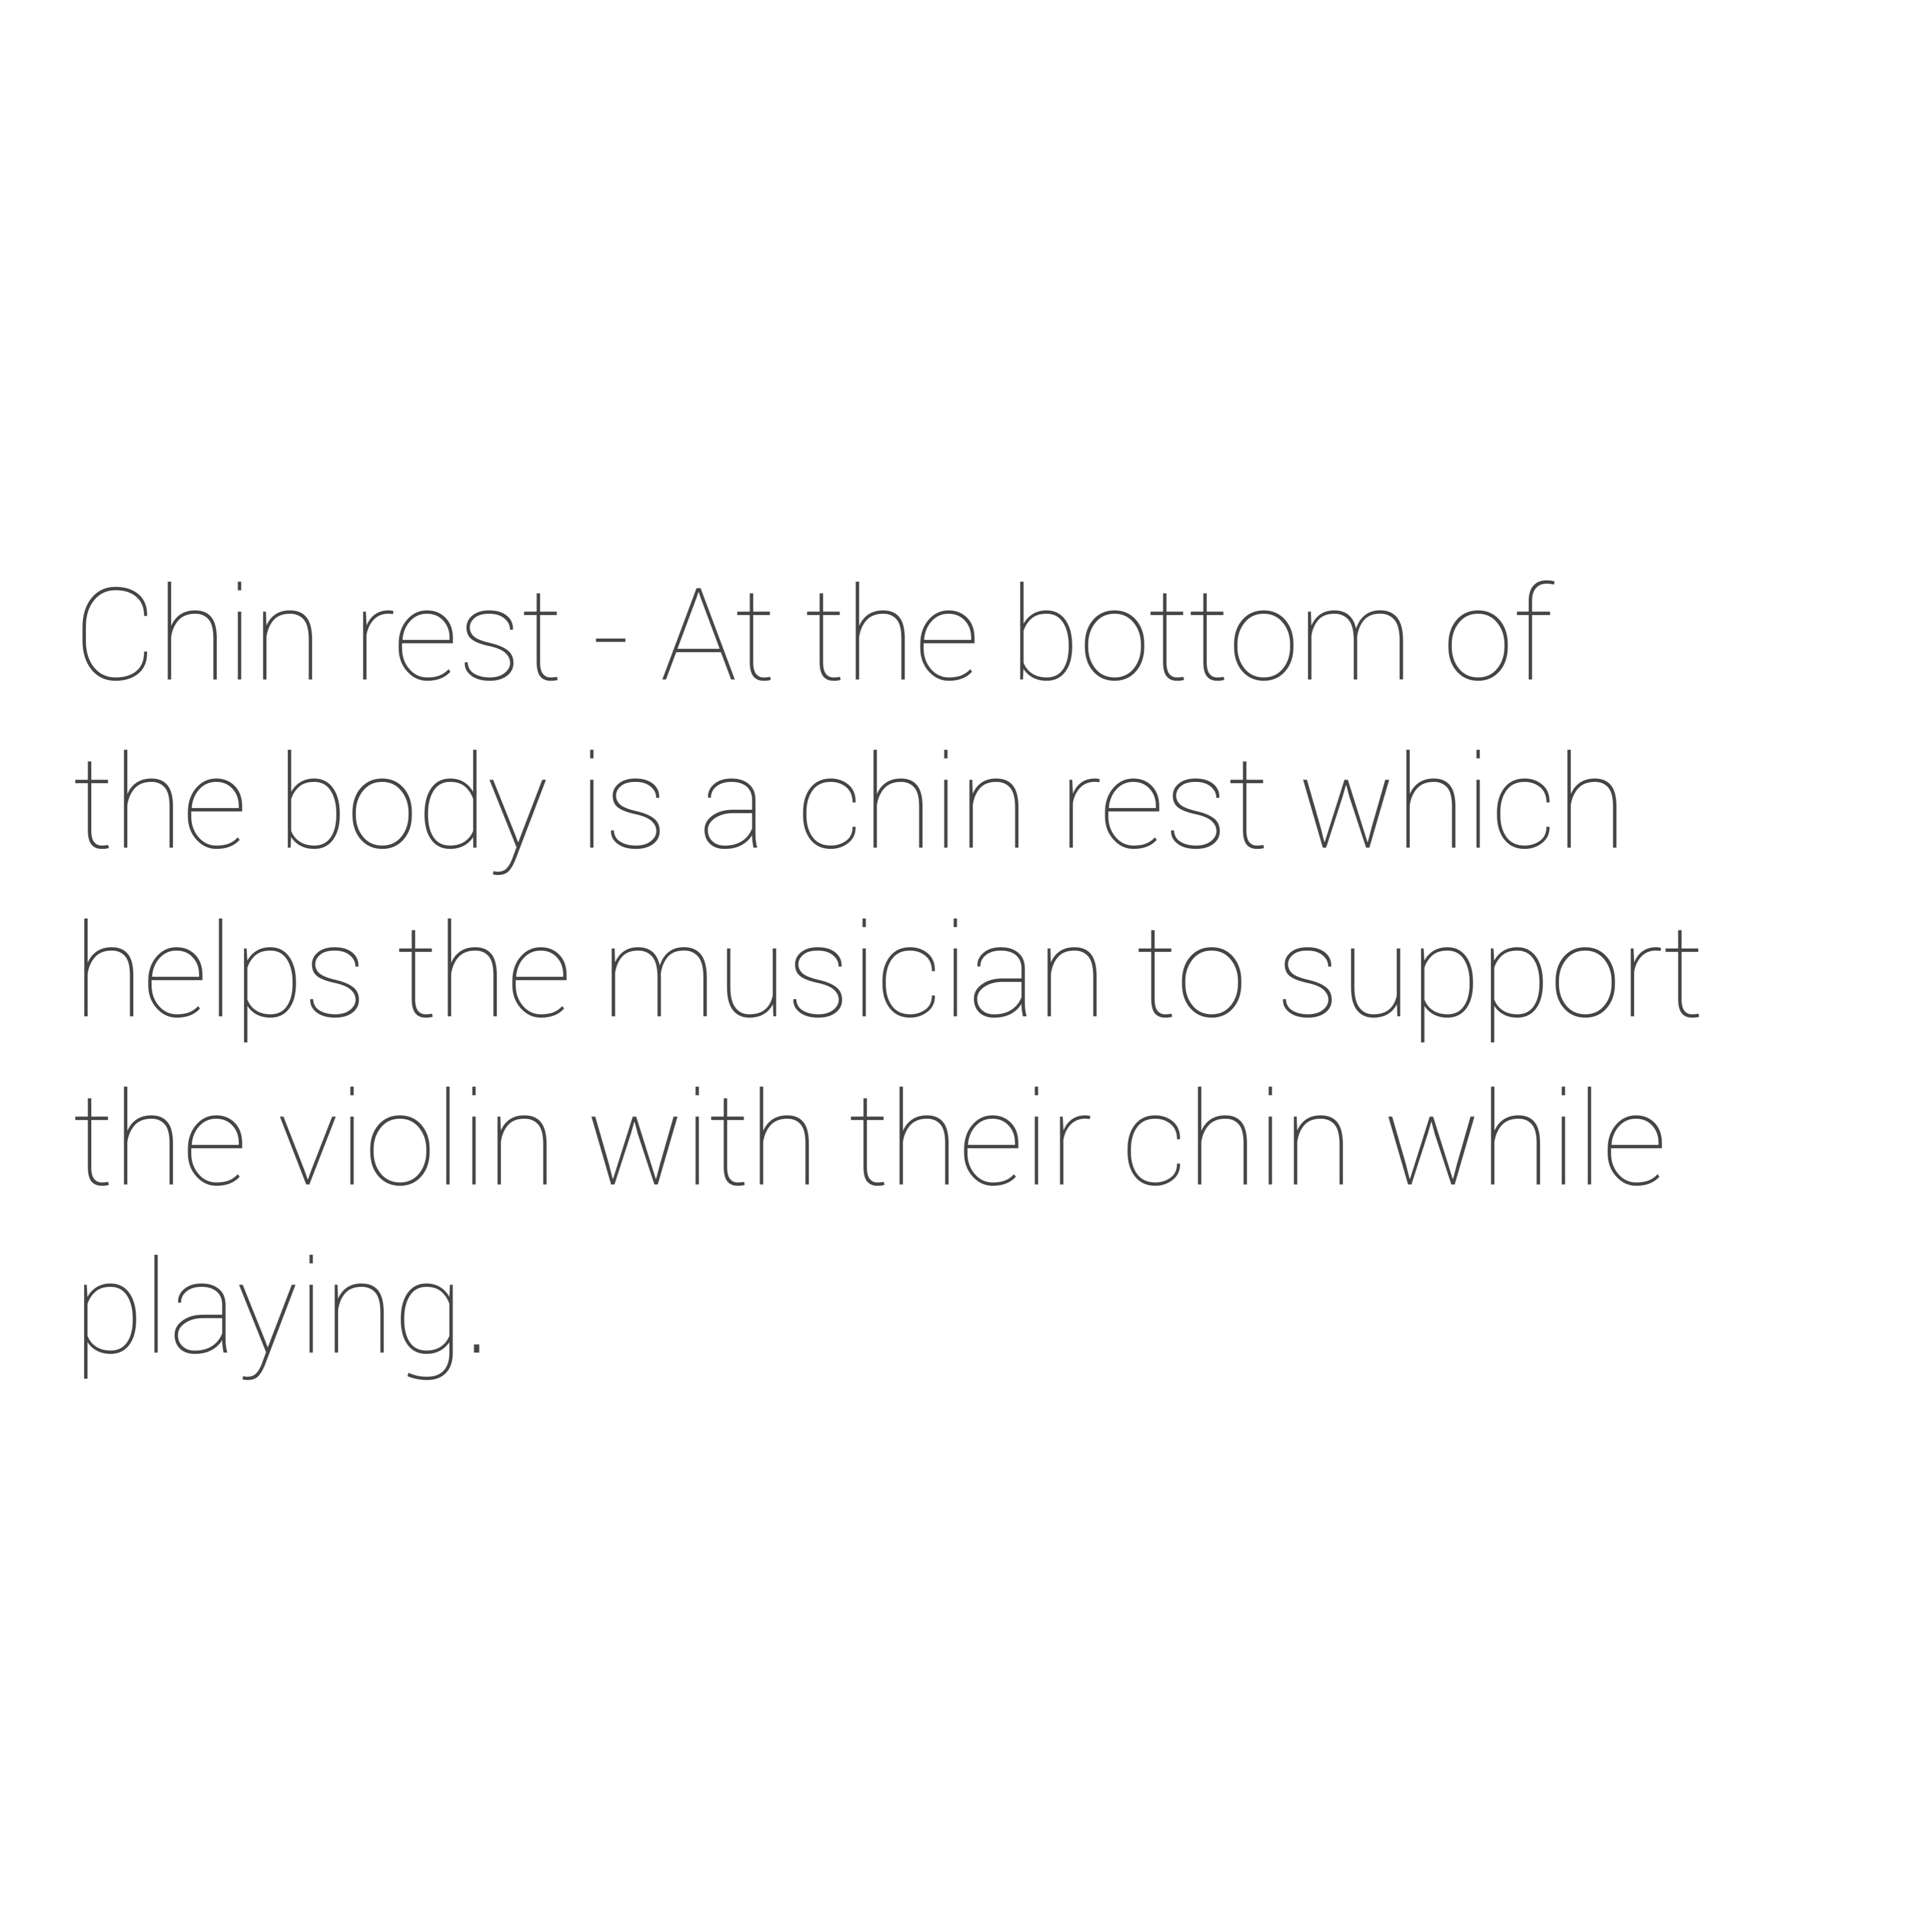 Chin rest - At the bottom of
the body is a chin rest which
helps the musician to support
the violin with their chin while
playing.